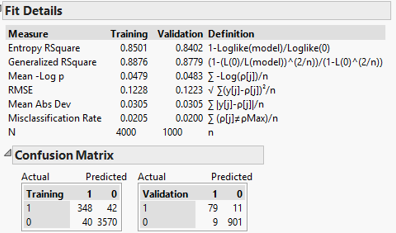 Fit Details
Measure Training Validation Definition
Entropy RSquare 0.8501 0.8402 1-Loglike(model)/Loglike(0)
Generalized RSquare 0.8876 0.8779 (1-(L(0)/L(model))^(2/n))/(1-L(0)^(2/n))
Mean -Log p 0.0479 0.0483 ∑ -Log(ρ[j])/n
RMSE 0.1228 0.1223 √ ∑(y[j]-ρ[j])²/n
Mean Abs Dev 0.0305 0.0305 ∑ |y[j]-ρ[j]|/n
Misclassification Rate 0.0205 0.0200 ∑ (ρ[j]≠ρMax)/n
N 4000 1000 n
Confusion Matrix
Actual Predicted Actual Predicted
Training 1 0 Validation 1 0
1 348 42 1 79 11
0 40 3570 0 9 901